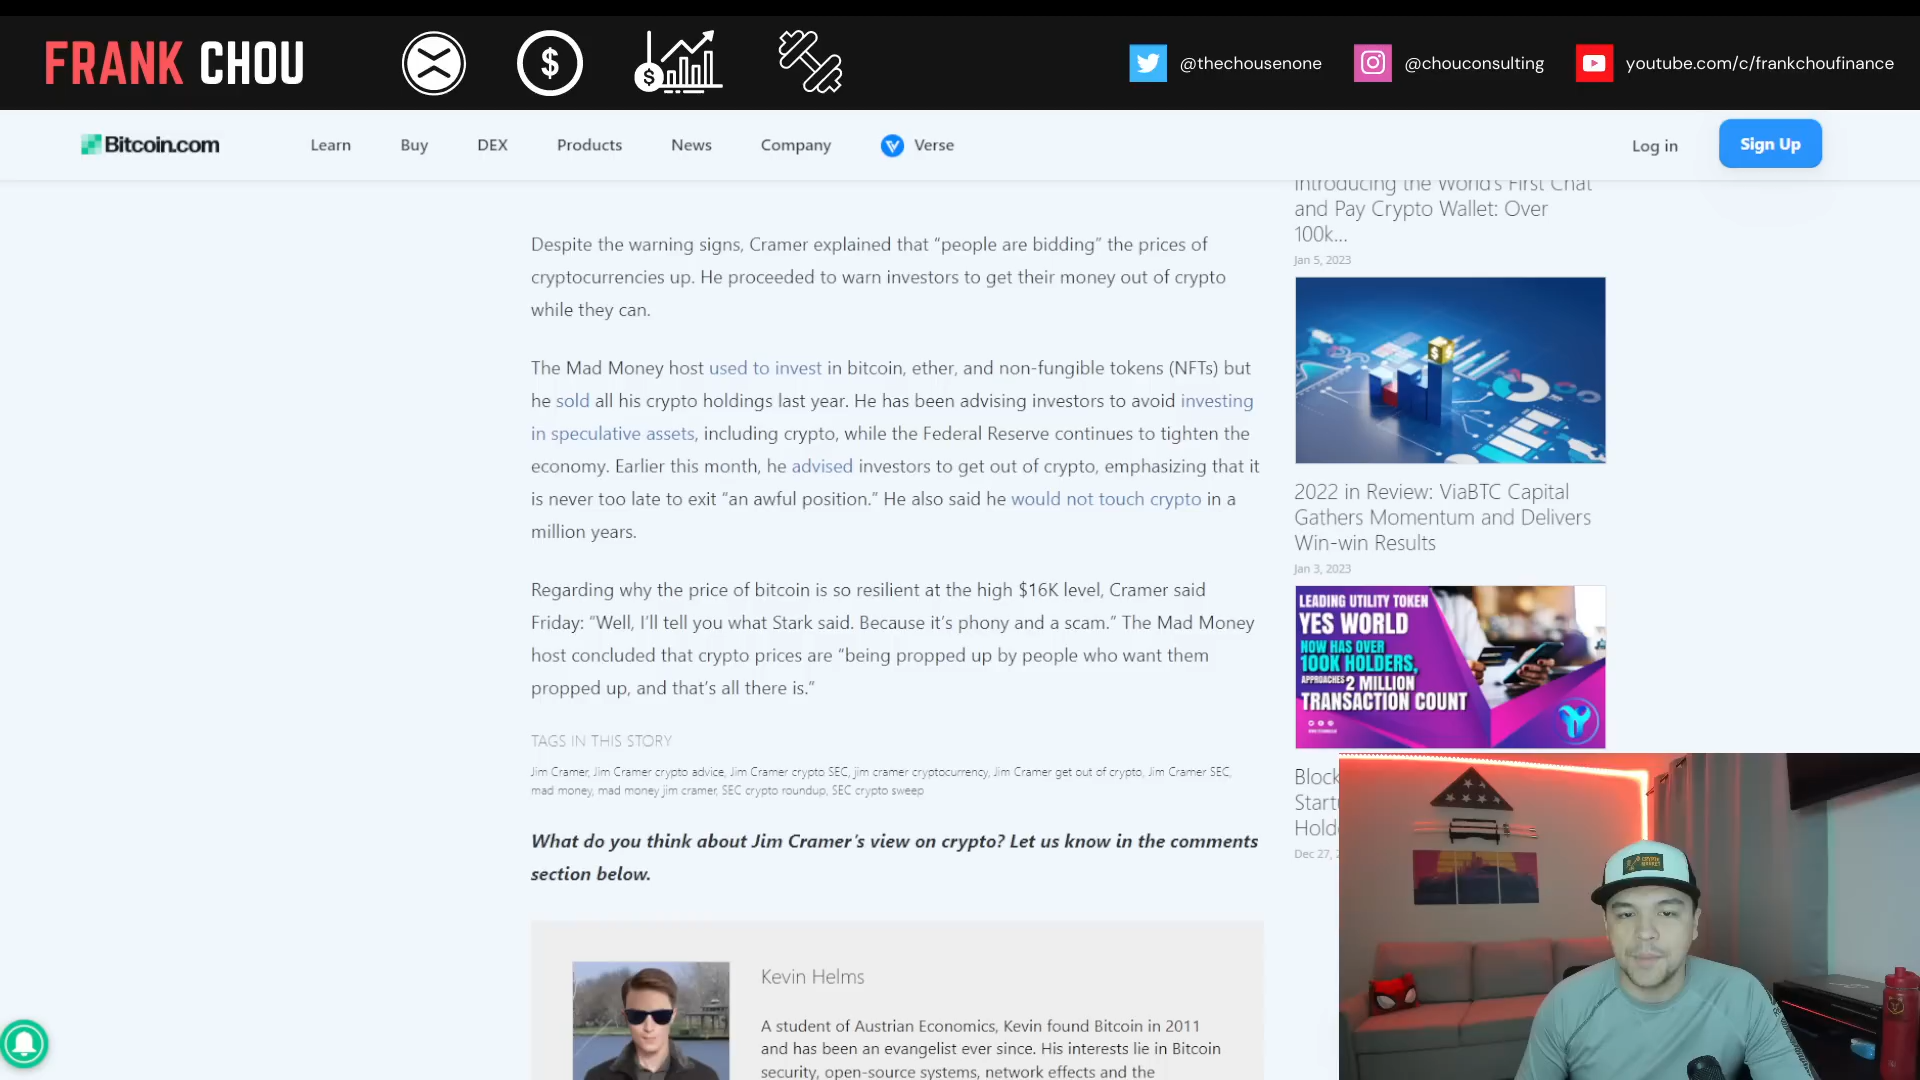 FRANK CHOU
@thechousenone
@chouconsulting
youtube.com/c/frankchoufinance
Bitcoin.com
Learn
Buy
DEX
Products
News
Company
Verse
Log in
Sign Up
Despite the warning signs, Cramer explained that “people are bidding” the prices of
cryptocurrencies up. He proceeded to warn investors to get their money out of crypto
while they can.
The Mad Money host used to invest in bitcoin, ether, and non-fungible tokens (NFTs) but
he sold all his crypto holdings last year. He has been advising investors to avoid investing
in speculative assets, including crypto, while the Federal Reserve continues to tighten the
economy. Earlier this month, he advised investors to get out of crypto, emphasizing that it
is never too late to exit “an awful position.” He also said he would not touch crypto in a
million years.
Regarding why the price of bitcoin is so resilient at the high $16K level, Cramer said
Friday: “Well, I’ll tell you what Stark said. Because it’s phony and a scam.” The Mad Money
host concluded that crypto prices are “being propped up by people who want them
propped up, and that’s all there is.”
TAGS IN THIS STORY
Jim Cramer, Jim Cramer crypto advice, Jim Cramer crypto SEC, jim cramer cryptocurrency, Jim Cramer get out of crypto, Jim Cramer SEC,
mad money, mad money jim cramer, SEC crypto roundup, SEC crypto sweep
What do you think about Jim Cramer’s view on crypto? Let us know in the comments
section below.
Kevin Helms
A student of Austrian Economics, Kevin found Bitcoin in 2011
and has been an evangelist ever since. His interests lie in Bitcoin
security, open-source systems, network effects and the
Introducing the World's First Chat
and Pay Crypto Wallet: Over
100k...
Jan 5, 2023
2022 in Review: ViaBTC Capital
Gathers Momentum and Delivers
Win-win Results
Jan 3, 2023
LEADING UTILITY TOKEN
YES WORLD
NOW HAS OVER
100K HOLDERS,
APPROACHES 2 MILLION
TRANSACTION COUNT
Block
Start
Hold
Dec 27,